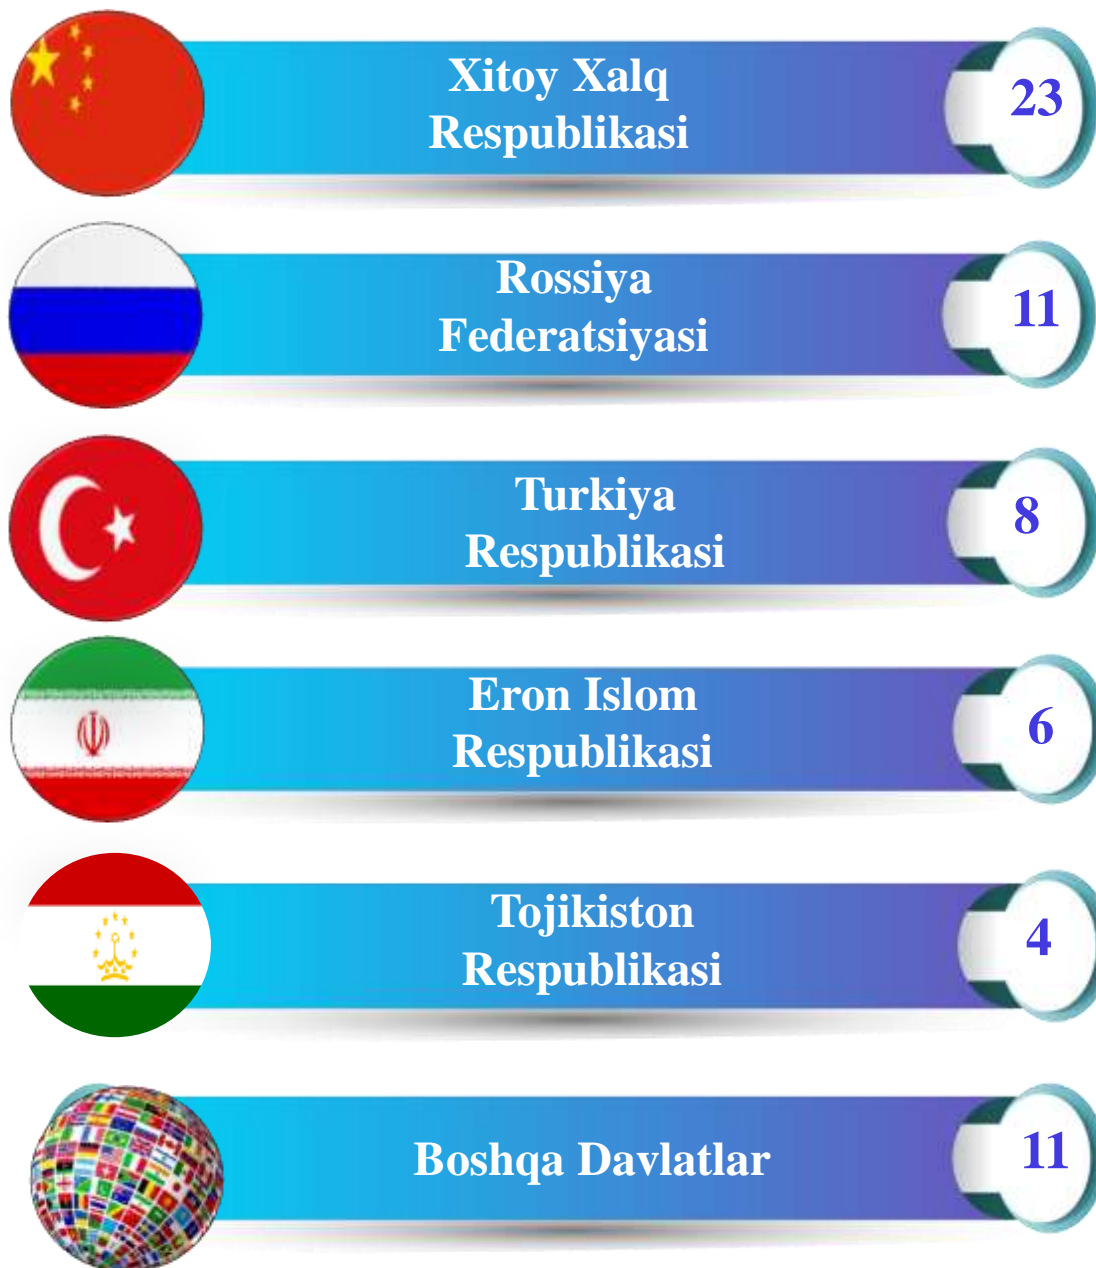 Xitoy Xalq
Respublikasi
23
Rossiya
Federatsiyasi
11
Turkiya
Respublikasi
8
Eron Islom
Respublikasi
6
Tojikiston
Respublikasi
4
Boshqa Davlatlar
11